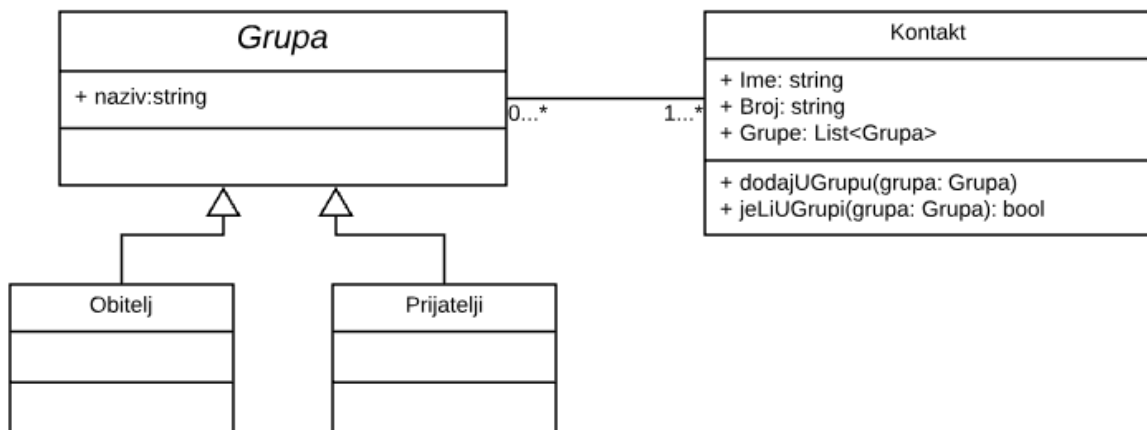 Grupa
+ naziv:string
0...*
1...*
Kontakt
+ Ime: string
+ Broj: string
+ Grupe: List<Grupa>
+ dodajUGrupu(grupa: Grupa)
+ jeLiUGrupi(grupa: Grupa): bool
Obitelj
Prijatelji